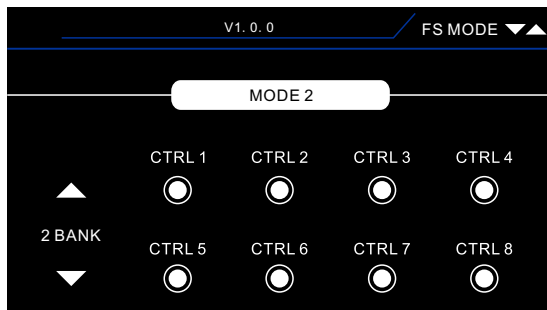 V1. 0. 0
FS MODE
MODE 2
CTRL 1 CTRL 2 CTRL 3 CTRL 4
2 BANK
CTRL 5 CTRL 6 CTRL 7 CTRL 8